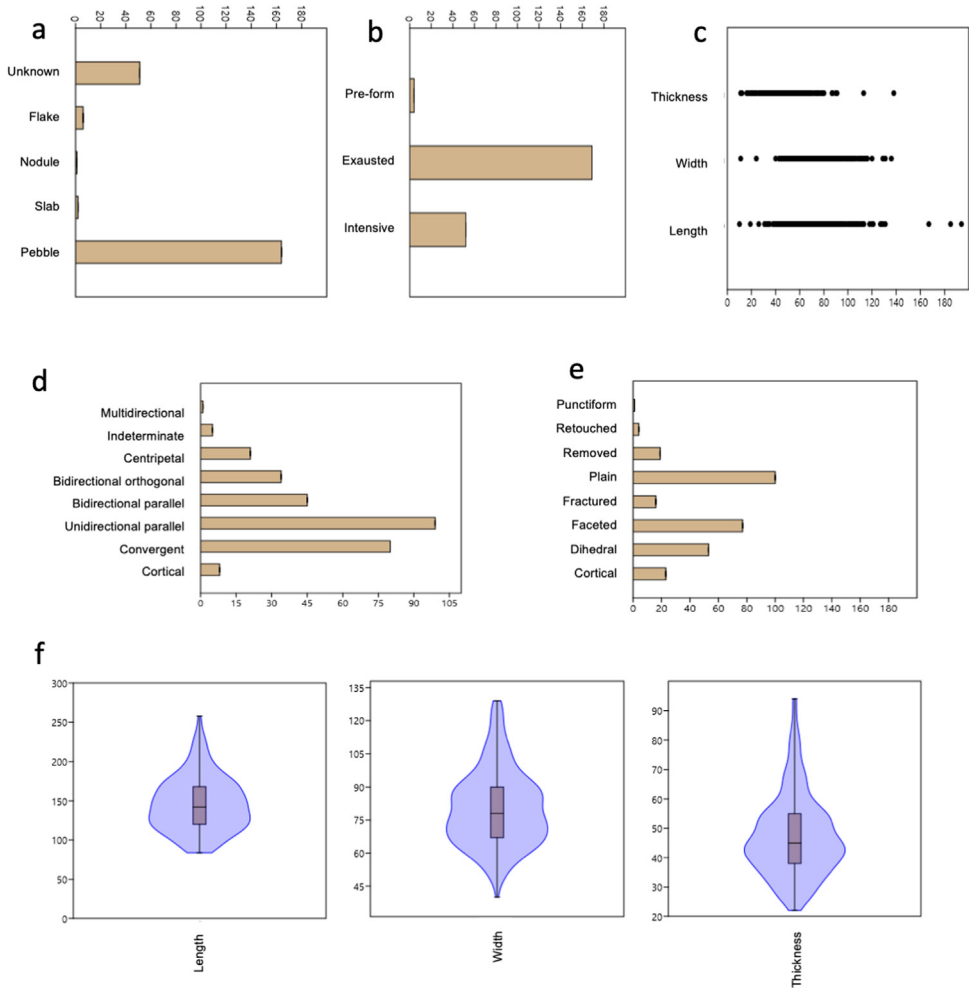 a
0 20 40 60 80 100 120 140 160 180
Unknown
Flake
Nodule
Slab
Pebble
b
0 20 40 60 80 100 120 140 160 180
Pre-form
Exausted
Intensive
c
Thickness
Width
Length
0 20 40 60 80 100 120 140 160 180
d
Multidirectional
Indeterminate
Centripetal
Bidirectional orthogonal
Bidirectional parallel
Unidirectional parallel
Convergent
Cortical
0 15 30 45 60 75 90 105
e
Punctiform
Retouched
Removed
Plain
Fractured
Faceted
Dihedral
Cortical
0 20 40 60 80 100 120 140 160 180
f
300
250
200
150
100
50
0
Length
135
120
105
90
75
60
45
Width
90
80
70
60
50
40
30
20
Thickness